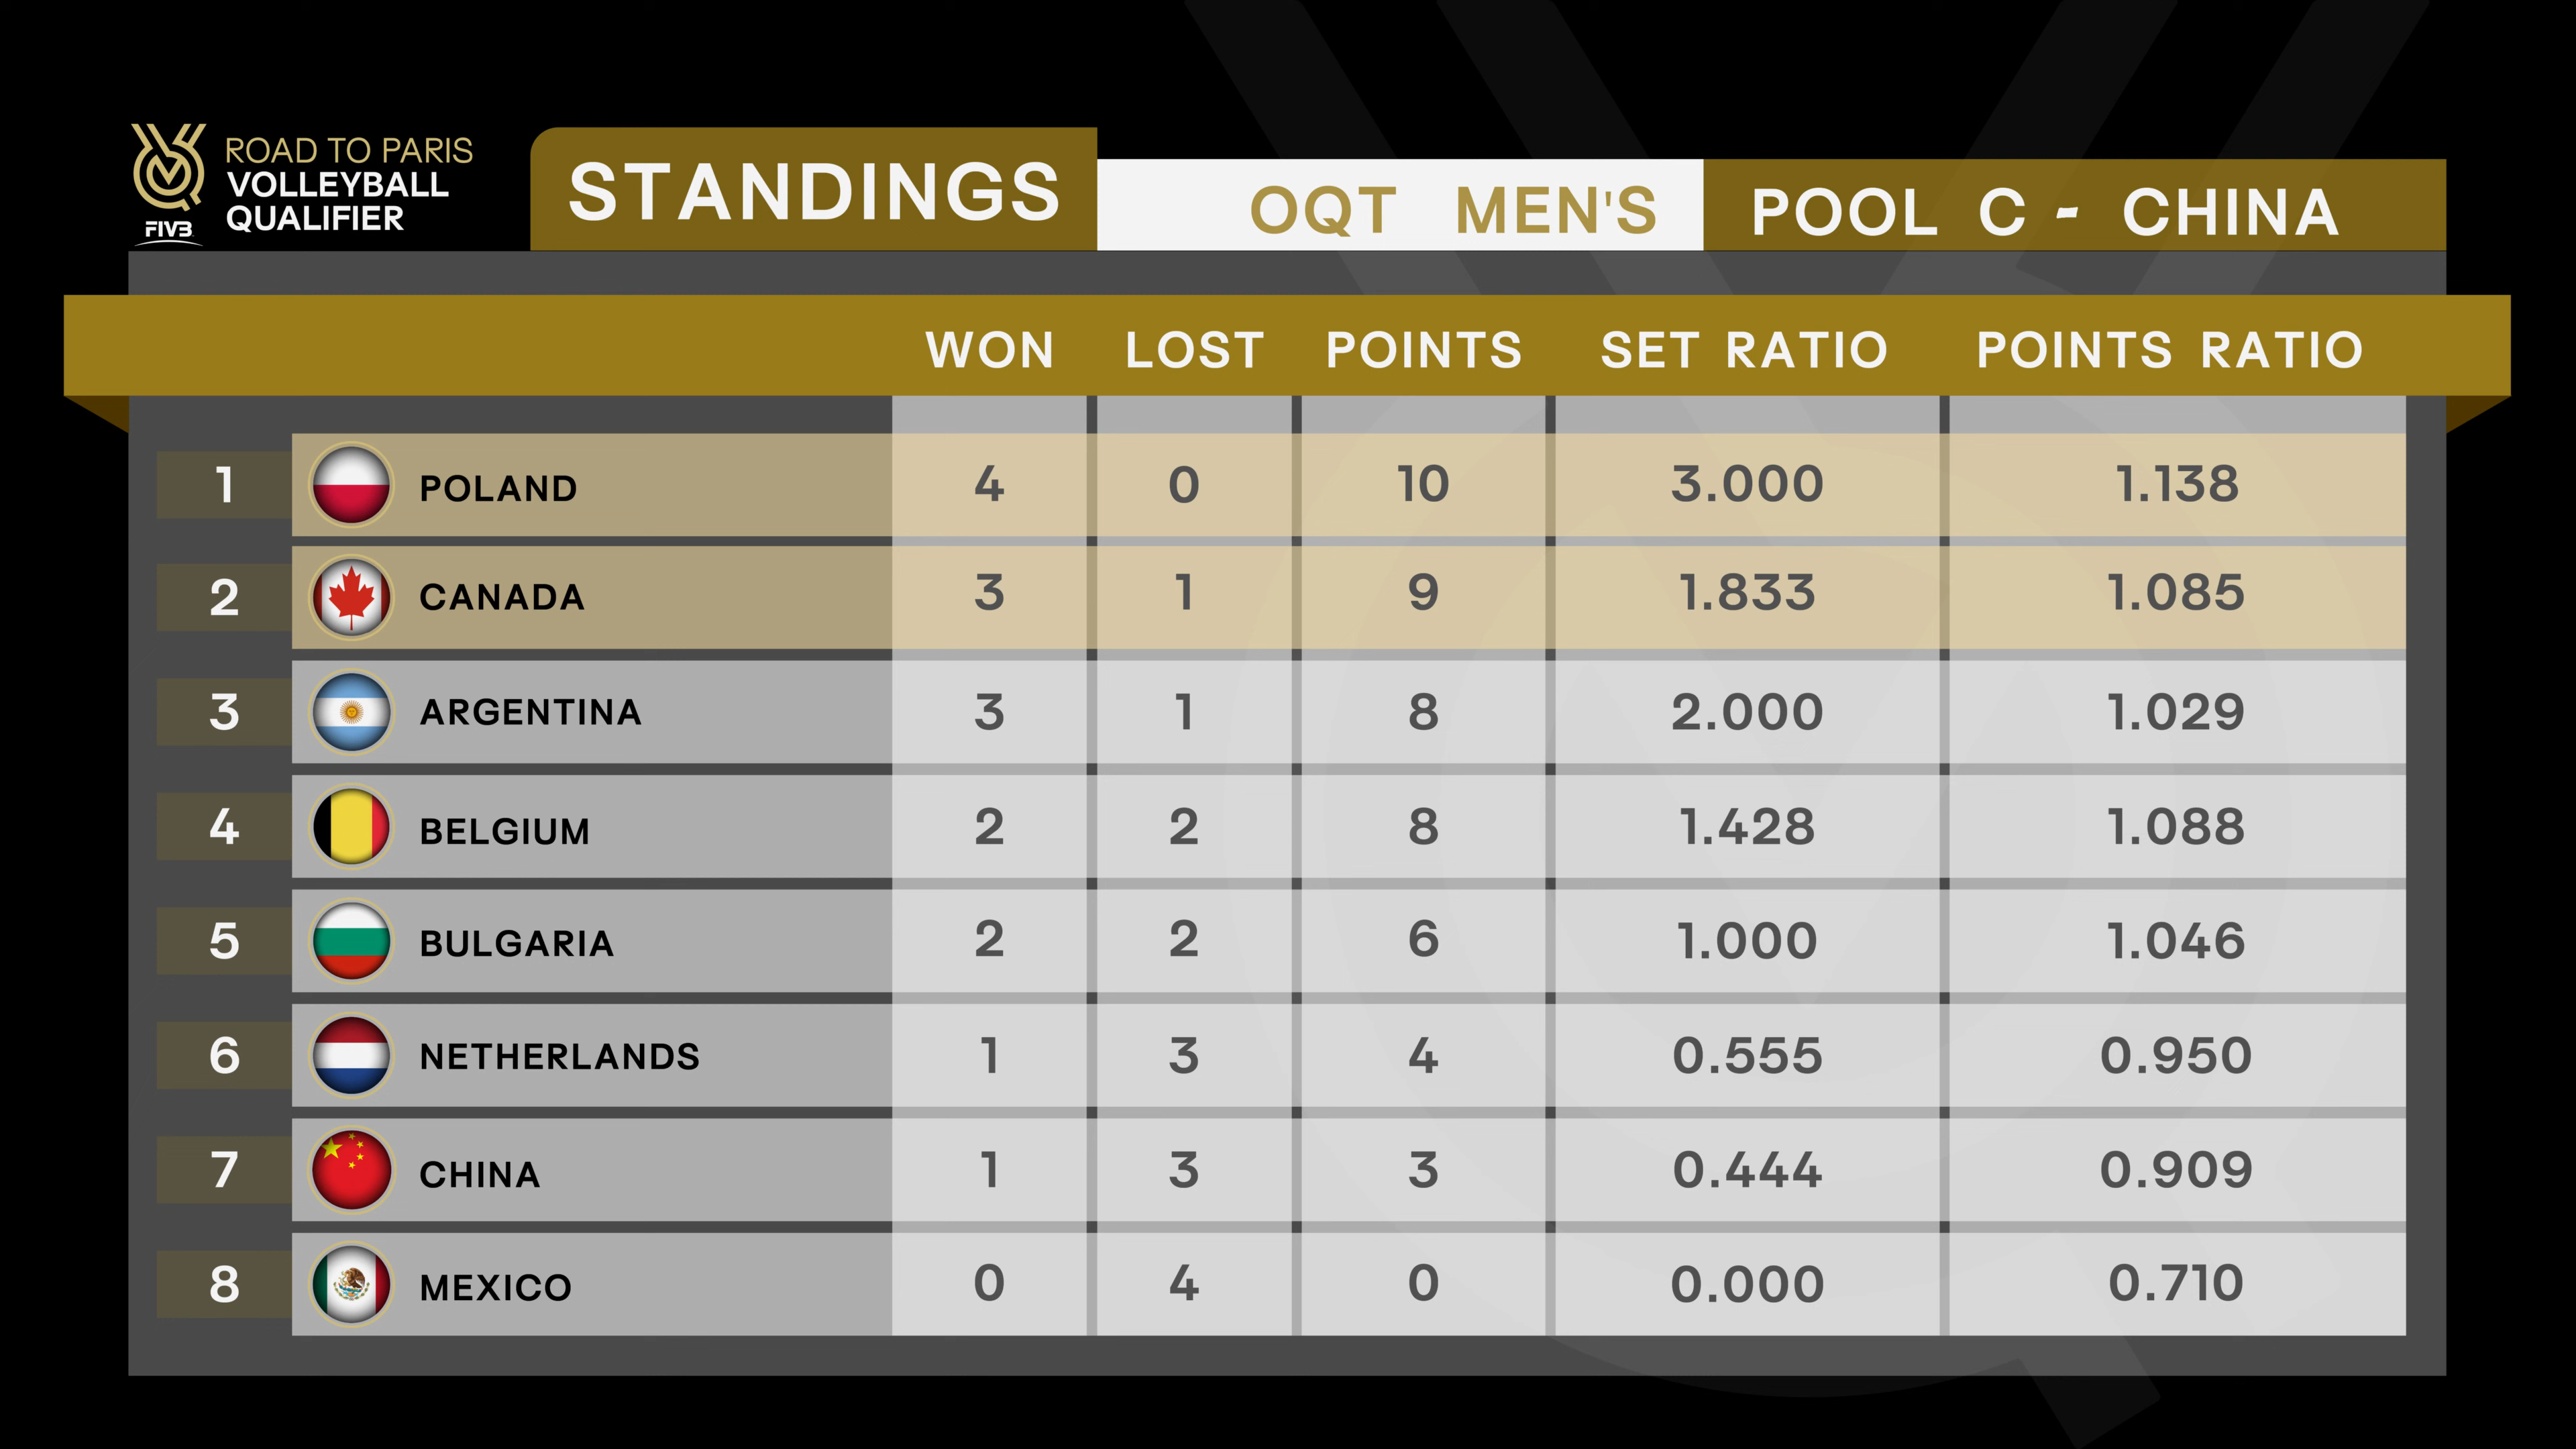 ROAD TO PARIS
VOLLEYBALL
QUALIFIER
FIVB
STANDINGS
OQT MEN'S
POOL C - CHINA
WON LOST POINTS SET RATIO POINTS RATIO
1 POLAND 4 0 10 3.000 1.138
2 CANADA 3 1 9 1.833 1.085
3 ARGENTINA 3 1 8 2.000 1.029
4 BELGIUM 2 2 8 1.428 1.088
5 BULGARIA 2 2 6 1.000 1.046
6 NETHERLANDS 1 3 4 0.555 0.950
7 CHINA 1 3 3 0.444 0.909
8 MEXICO 0 4 0 0.000 0.710